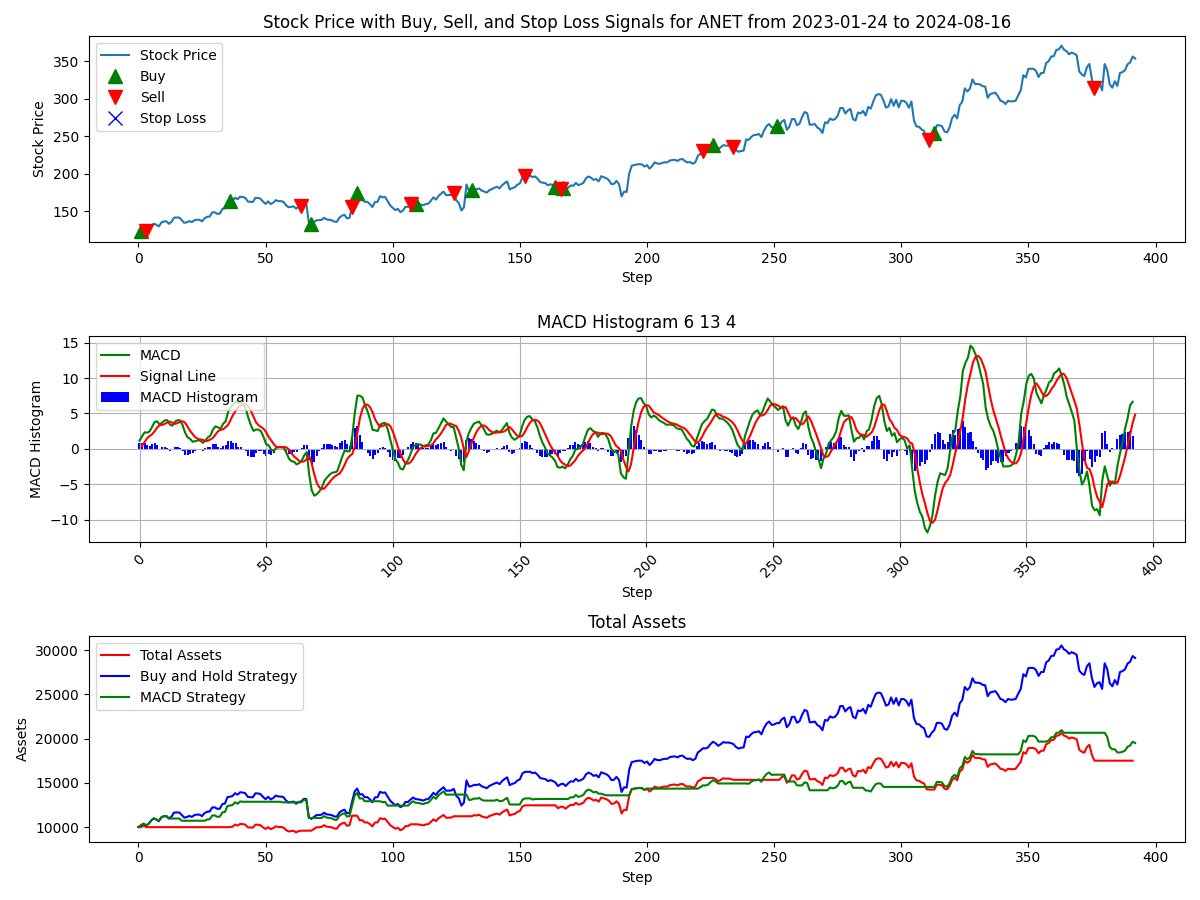 Stock Price with Buy, Sell, and Stop Loss Signals for ANET from 2023-01-24 to 2024-08-16
Stock Price
Buy
Sell
Stop Loss
Stock Price
350
300
250
200
150
0 50 100 150 200 250 300 350 400
Step
MACD Histogram 6 13 4
MACD
Signal Line
MACD Histogram
MACD Histogram
15
10
5
0
−5
−10
0 50 100 150 200 250 300 350 400
Step
Total Assets
Total Assets
Buy and Hold Strategy
MACD Strategy
Assets
30000
25000
20000
15000
10000
0 50 100 150 200 250 300 350 400
Step